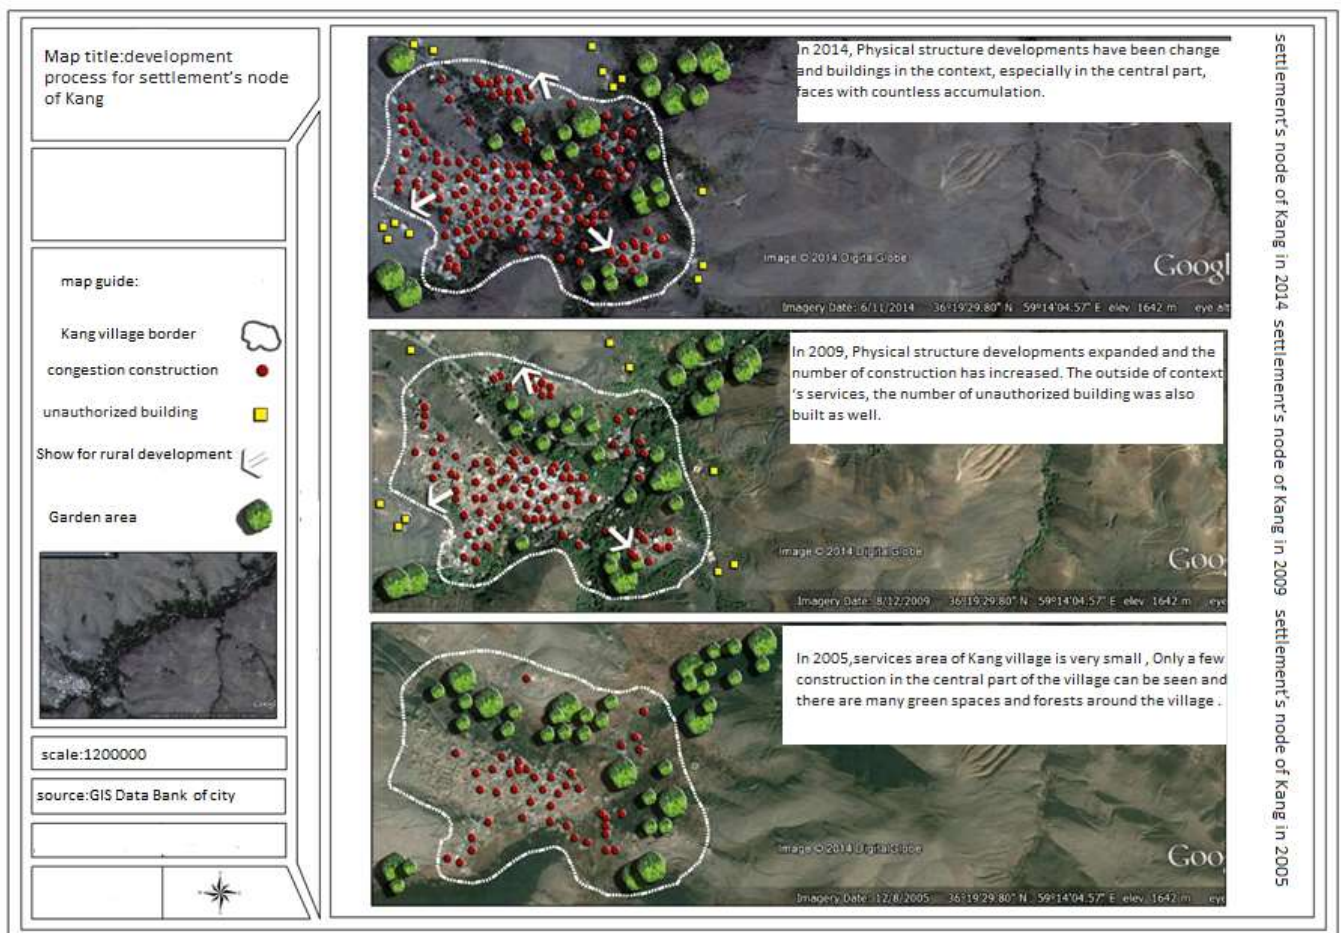 Map title:development
process for settlement's node
of Kang
map guide:
Kang village border
congestion construction
unauthorized building
Show for rural development
Garden area
scale:1200000
source:GIS Data Bank of city
In 2014, Physical structure developments have been change
and buildings in the context, especially in the central part,
faces with countless accumulation.
Image © 2014 DigitalGlobe
Googl
Imagery Date: 6/11/2014 36°19'29.80" N 59°14'04.57" E elev 1642 m eye alt
settlement's node of Kang in 2014
In 2009, Physical structure developments expanded and the
number of construction has increased. The outside of context
's services, the number of unauthorized building was also
built as well.
Image © 2014 DigitalGlobe
Goo
Imagery Date: 8/12/2009 36°19'29.80" N 59°14'04.57" E elev 1642 m eye
settlement's node of Kang in 2009
In 2005,services area of Kang village is very small , Only a few
construction in the central part of the village can be seen and
there are many green spaces and forests around the village .
Image © 2014 DigitalGlobe
Goo
Imagery Date: 12/8/2005 36°19'29.80" N 59°14'04.57" E elev 1642 m eye
settlement's node of Kang in 2005